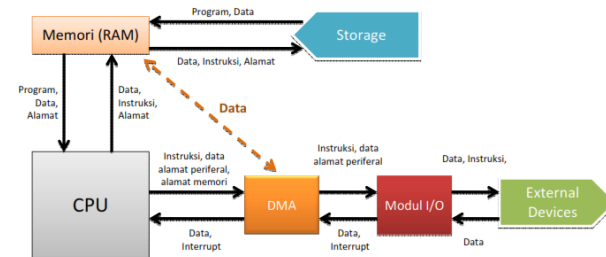 Program, Data
Memori (RAM)
Storage
Data, Instruksi, Alamat
Program,
Data,
Alamat
Data,
Instruksi,
Alamat
Data
Instruksi, data
alamat periferal,
alamat memori
Instruksi, data
alamat periferal
Data, Instruksi,
CPU
DMA
Modul I/O
External
Devices
Data,
Interrupt
Data,
Interrupt
Data